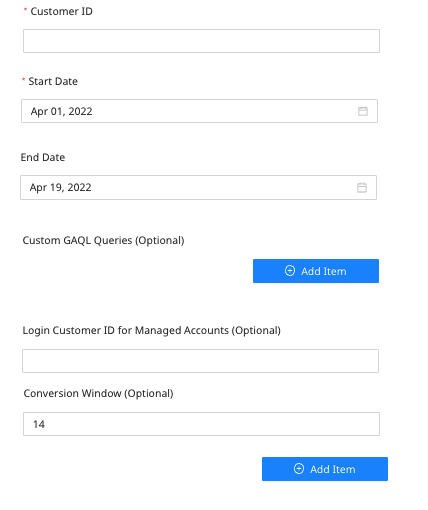 * Customer ID
* Start Date
Apr 01, 2022
End Date
Apr 19, 2022
Custom GAQL Queries (Optional)
Add Item
Login Customer ID for Managed Accounts (Optional)
Conversion Window (Optional)
14
Add Item